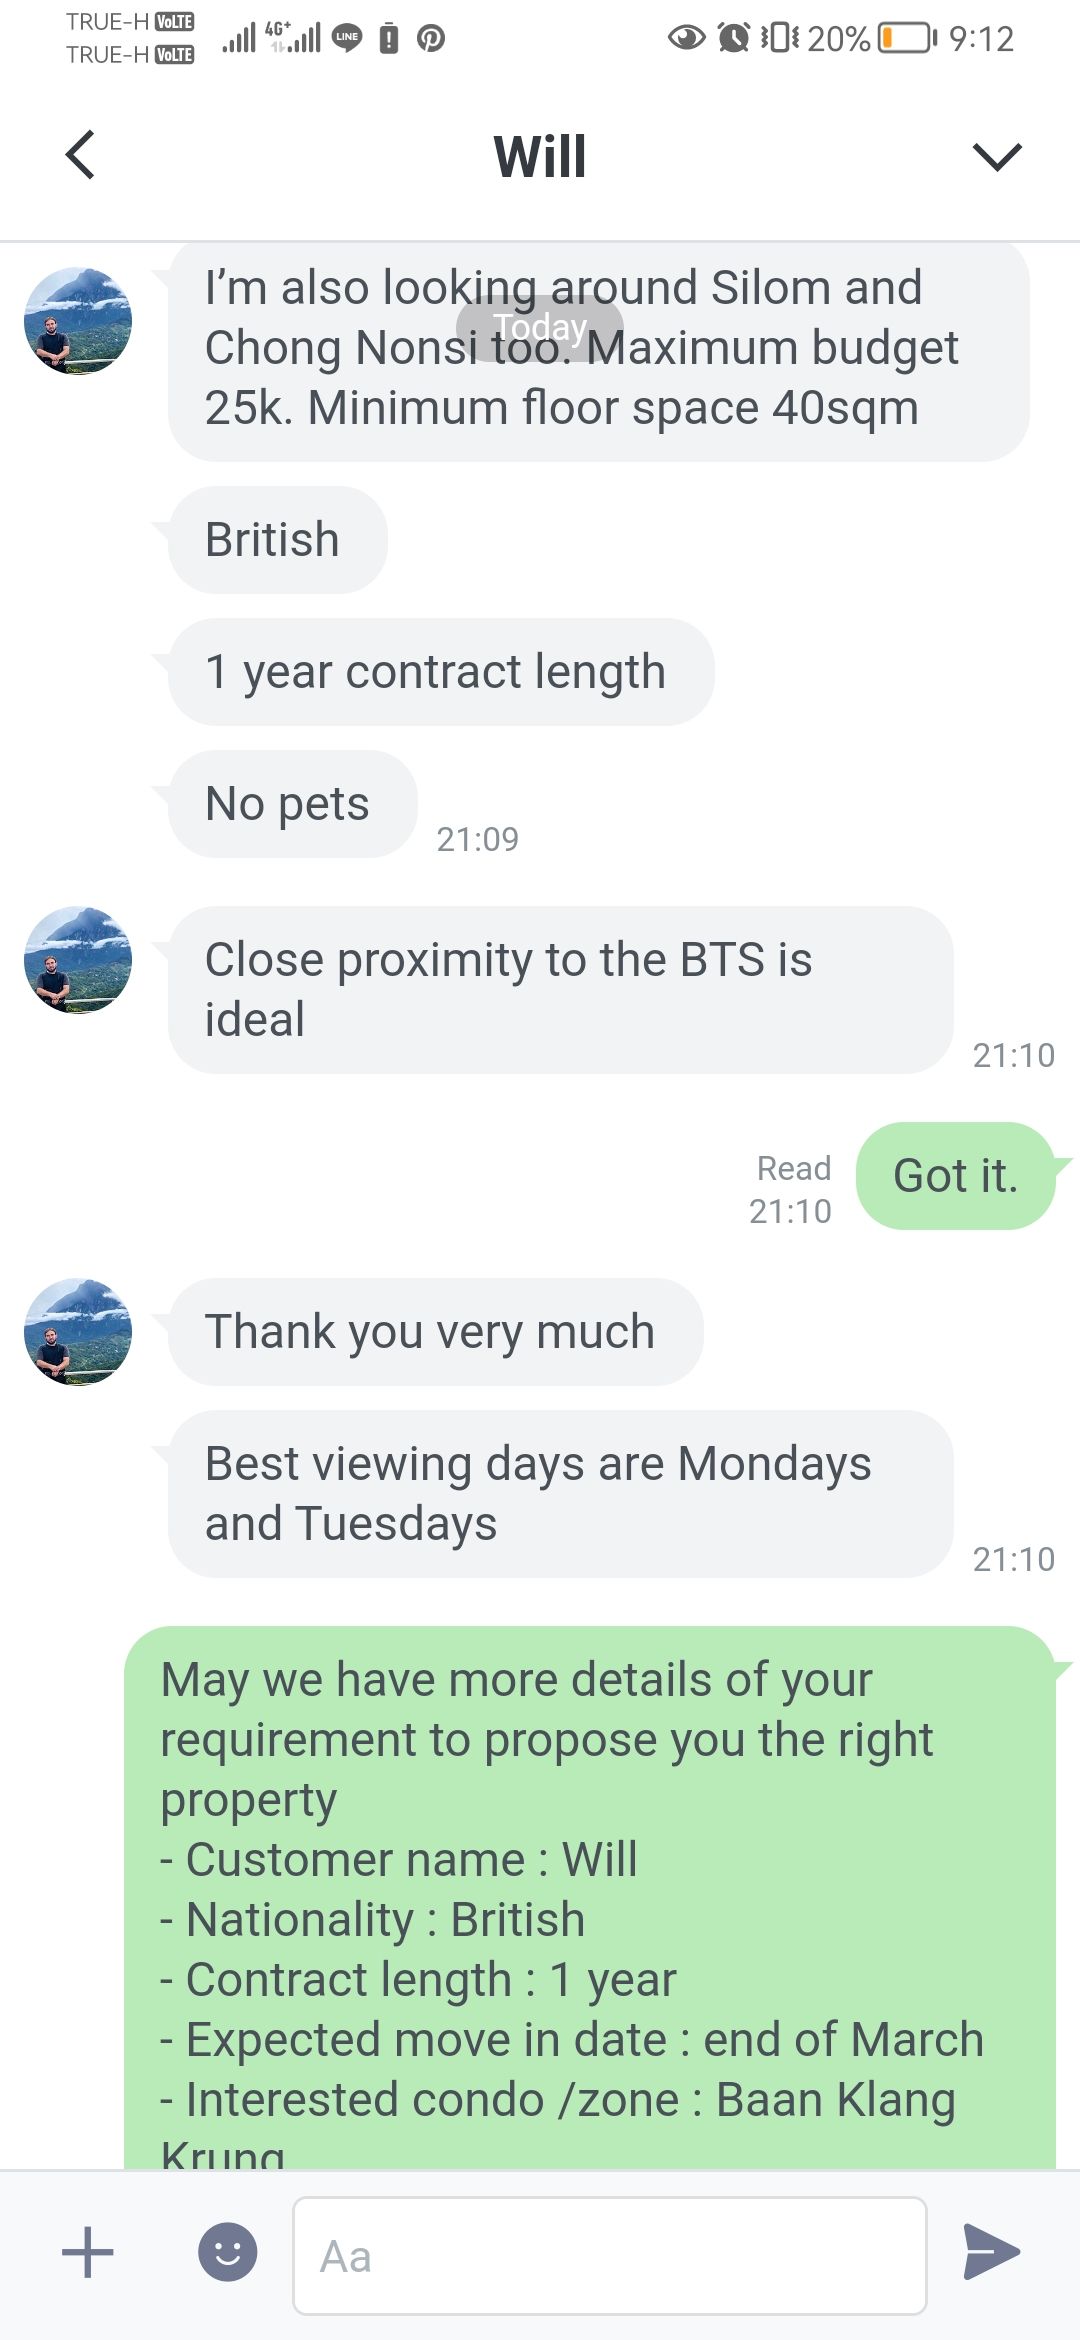 TRUE-H VoLTE
TRUE-H VoLTE
4G+
LINE
20%
9:12
Will
I’m also looking around Silom and
Today
Chong Nonsi too. Maximum budget
25k. Minimum floor space 40sqm
British
1 year contract length
No pets
21:09
Close proximity to the BTS is
ideal
21:10
Read
21:10
Got it.
Thank you very much
Best viewing days are Mondays
and Tuesdays
21:10
May we have more details of your
requirement to propose you the right
property
- Customer name : Will
- Nationality : British
- Contract length : 1 year
- Expected move in date : end of March
- Interested condo /zone : Baan Klang
Krung
Aa